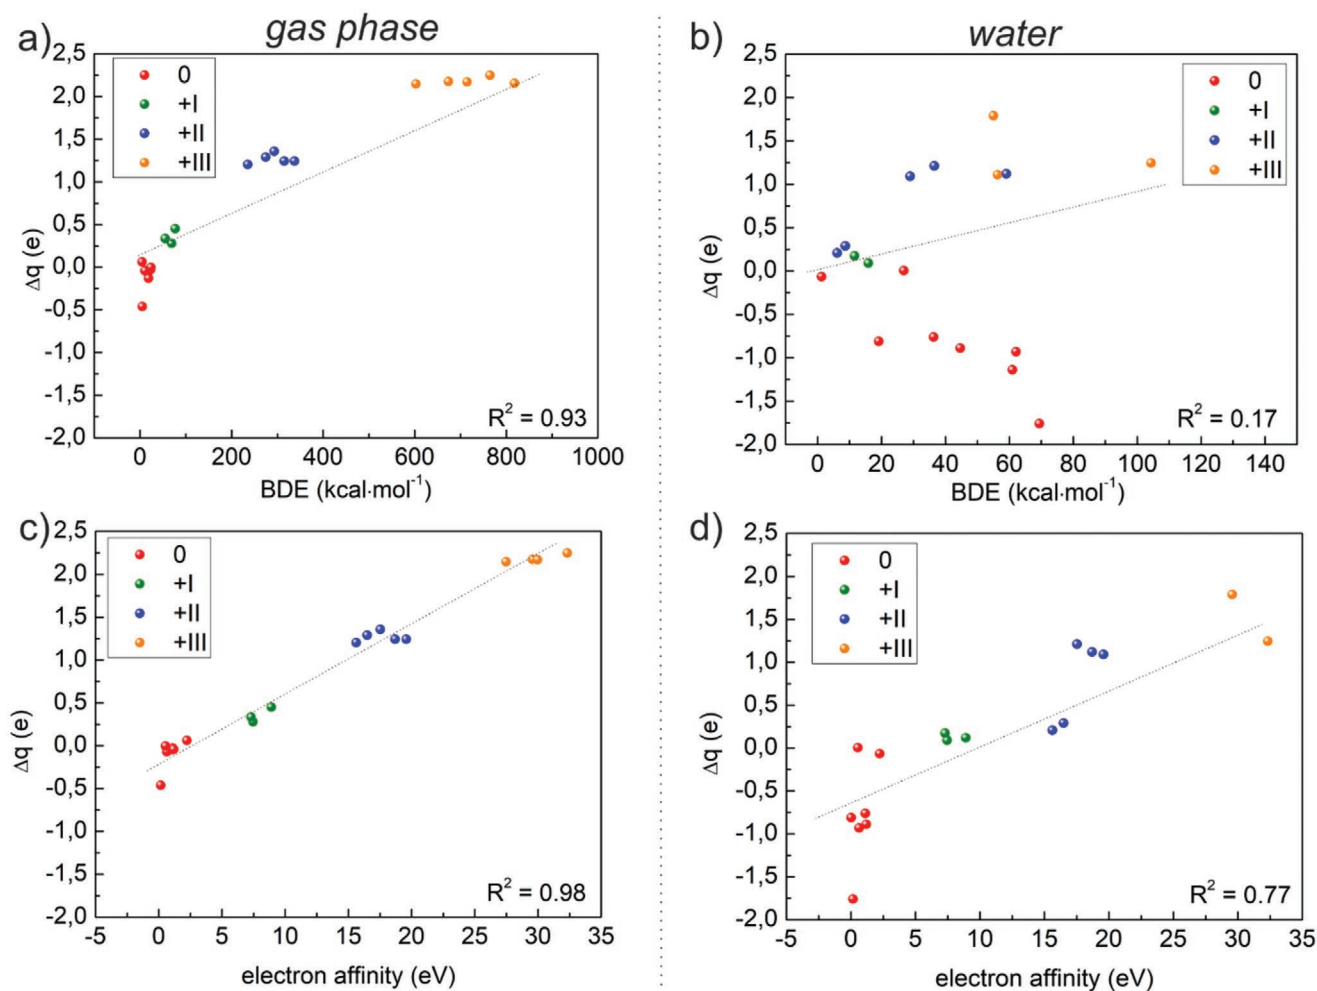 gas phase
water
a)
2,5
2,0
1,5
1,0
0,5
0,0
-0,5
-1,0
-1,5
-2,0
Δq (e)
0
+I
+II
+III
R² = 0.93
0 200 400 600 800 1000
BDE (kcal·mol⁻¹)
b)
2,5
2,0
1,5
1,0
0,5
0,0
-0,5
-1,0
-1,5
-2,0
Δq (e)
0
+I
+II
+III
R² = 0.17
0 20 40 60 80 100 120 140
BDE (kcal·mol⁻¹)
c)
2,5
2,0
1,5
1,0
0,5
0,0
-0,5
-1,0
-1,5
-2,0
Δq (e)
0
+I
+II
+III
R² = 0.98
-5 0 5 10 15 20 25 30 35
electron affinity (eV)
d)
2,5
2,0
1,5
1,0
0,5
0,0
-0,5
-1,0
-1,5
-2,0
Δq (e)
0
+I
+II
+III
R² = 0.77
-5 0 5 10 15 20 25 30 35
electron affinity (eV)